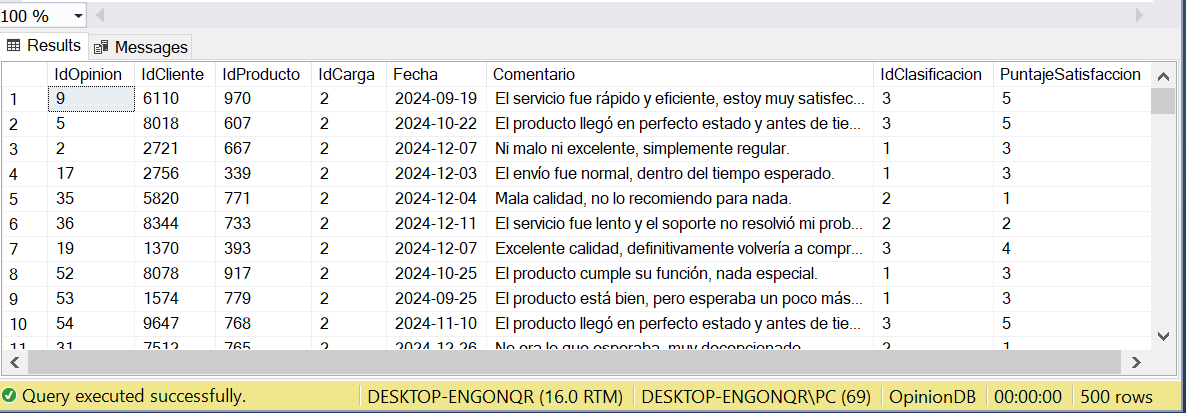 100 %
Results Messages
IdOpinion IdCliente IdProducto IdCarga Fecha Comentario IdClasificacion PuntajeSatisfaccion
1 9 6110 970 2 2024-09-19 El servicio fue rápido y eficiente, estoy muy satisfec... 3 5
2 5 8018 607 2 2024-10-22 El producto llegó en perfecto estado y antes de tie... 3 5
3 2 2721 667 2 2024-12-07 Ni malo ni excelente, simplemente regular. 1 3
4 17 2756 339 2 2024-12-03 El envío fue normal, dentro del tiempo esperado. 1 3
5 35 5820 771 2 2024-12-04 Mala calidad, no lo recomiendo para nada. 2 1
6 36 8344 733 2 2024-12-11 El servicio fue lento y el soporte no resolvió mi prob... 2 2
7 19 1370 393 2 2024-12-07 Excelente calidad, definitivamente volvería a compr... 3 4
8 52 8078 917 2 2024-10-25 El producto cumple su función, nada especial. 1 3
9 53 1574 779 2 2024-09-25 El producto está bien, pero esperaba un poco más... 1 3
10 54 9647 768 2 2024-11-10 El producto llegó en perfecto estado y antes de tie... 3 5
11 31 7512 765 2 2024-12-26 No era lo que esperaba, muy decepcionado. 2 1
Query executed successfully. DESKTOP-ENGONQR (16.0 RTM) DESKTOP-ENGONQR\PC (69) OpinionDB 00:00:00 500 rows